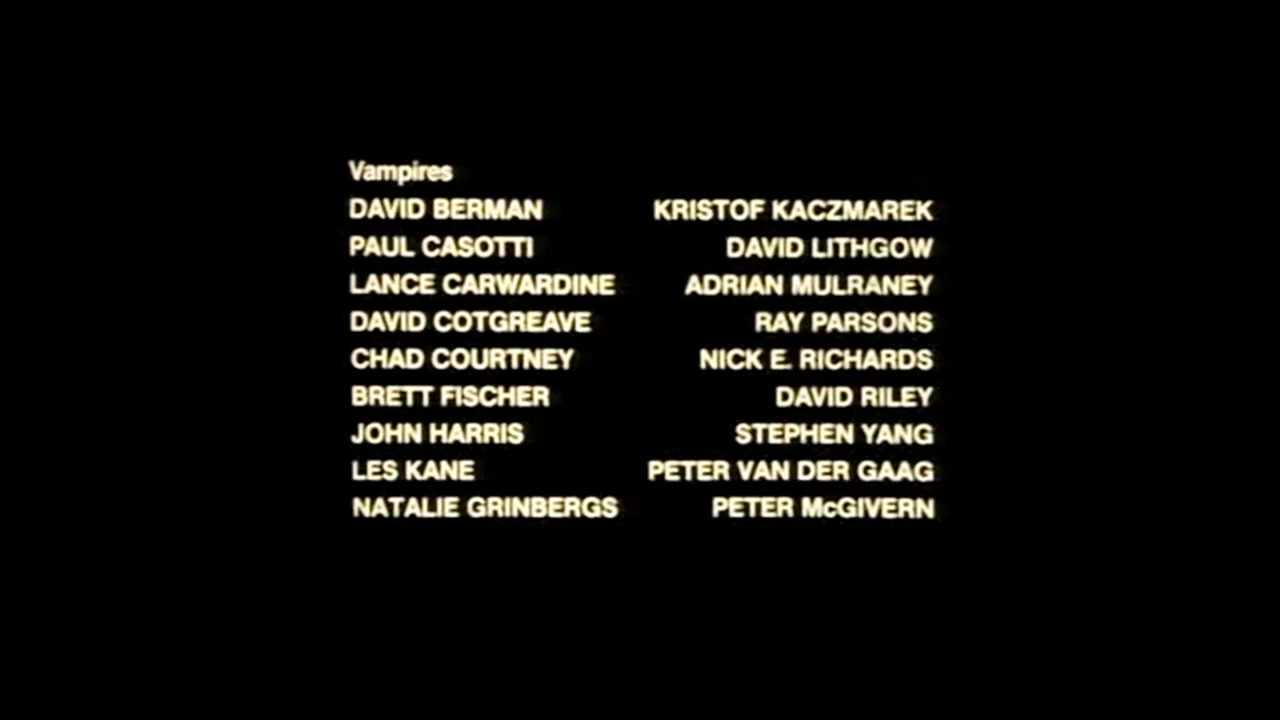 Vampires
DAVID BERMAN KRISTOF KACZMAREK
PAUL CASOTTI DAVID LITHGOW
LANCE CARWARDINE ADRIAN MULRANEY
DAVID COTGREAVE RAY PARSONS
CHAD COURTNEY NICK E. RICHARDS
BRETT FISCHER DAVID RILEY
JOHN HARRIS STEPHEN YANG
LES KANE PETER VAN DER GAAG
NATALIE GRINBERGS PETER McGIVERN